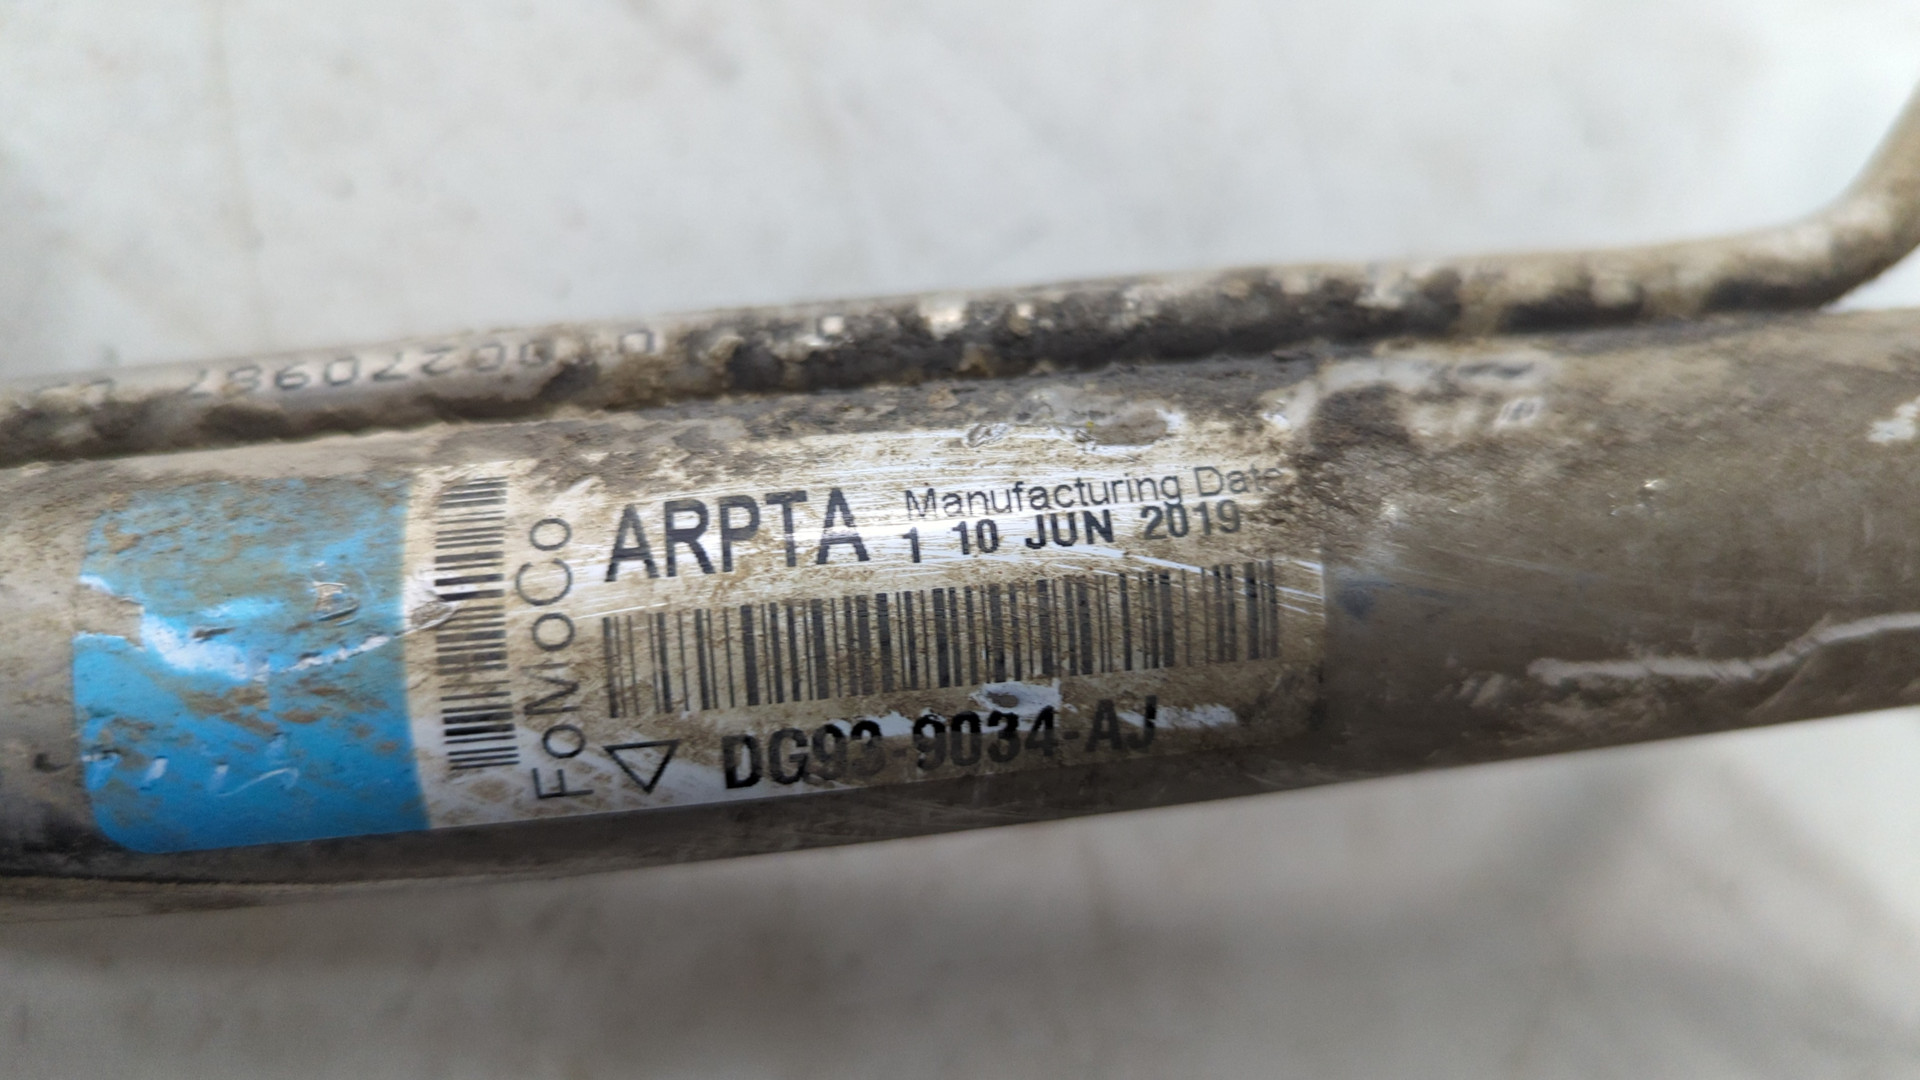 FoMoCo
ARPTA
Manufacturing Date
1 10 JUN 2019
DG93-9034-AJ